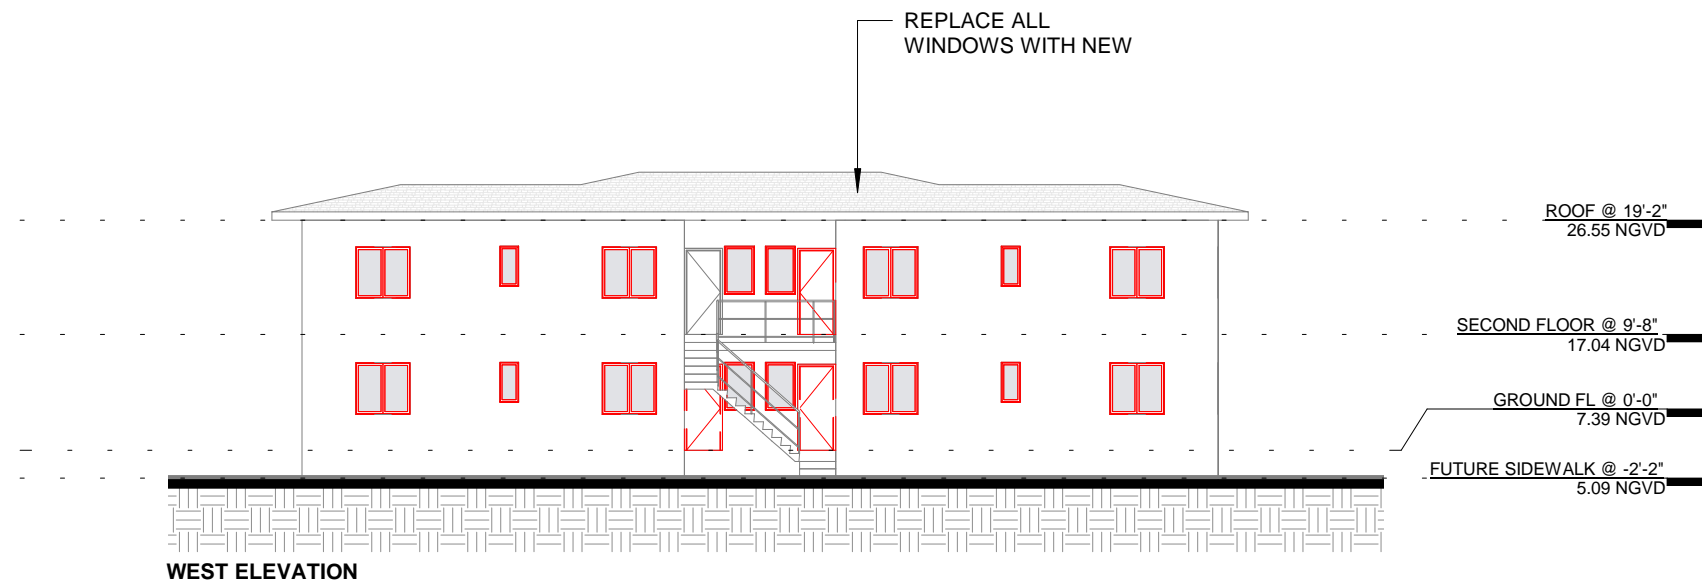 REPLACE ALL
WINDOWS WITH NEW
ROOF @ 19'-2"
26.55 NGVD
SECOND FLOOR @ 9'-8"
17.04 NGVD
GROUND FL @ 0'-0"
7.39 NGVD
FUTURE SIDEWALK @ -2'-2"
5.09 NGVD
WEST ELEVATION